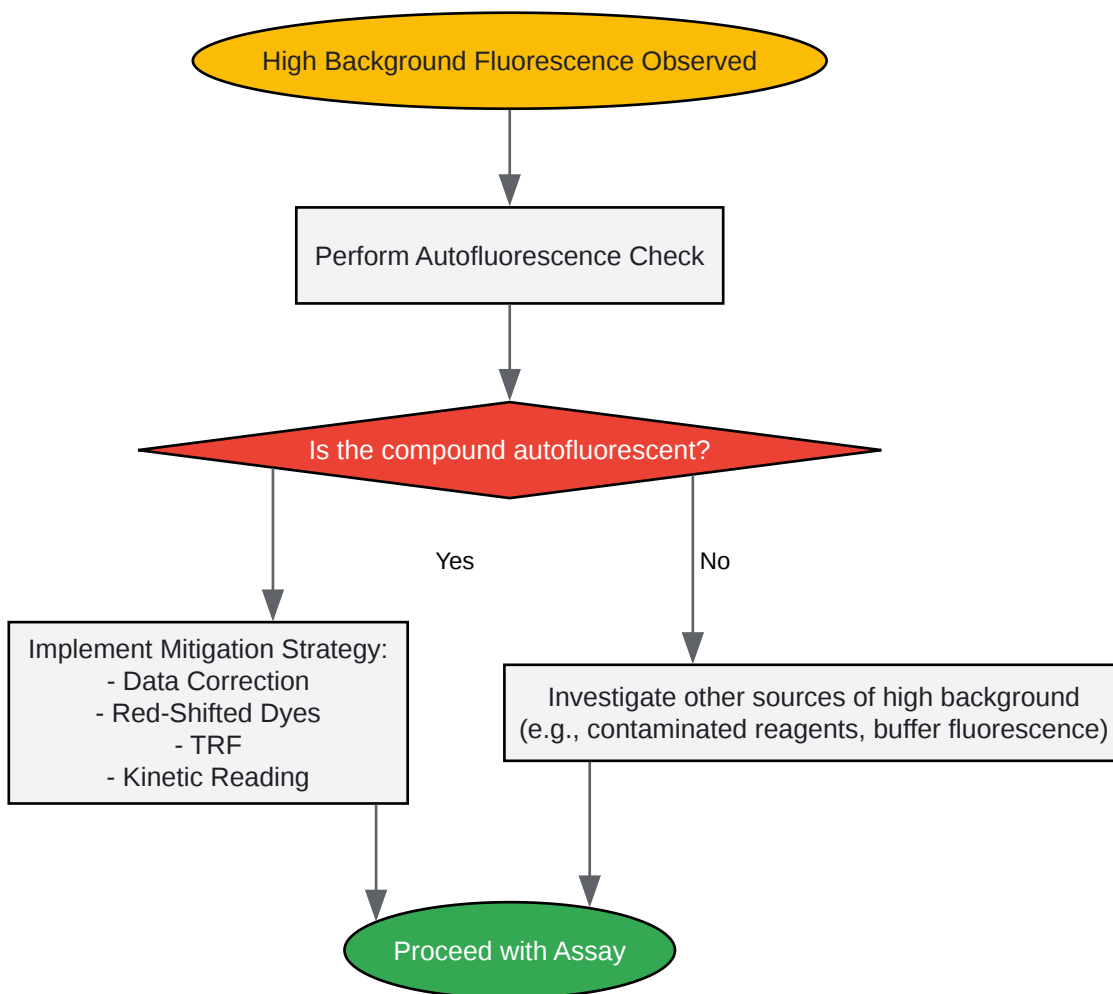 High Background Fluorescence Observed
Perform Autofluorescence Check
Is the compound autofluorescent?
Yes
No
Implement Mitigation Strategy:
- Data Correction
- Red-Shifted Dyes
- TRF
- Kinetic Reading
Investigate other sources of high background
(e.g., contaminated reagents, buffer fluorescence)
Proceed with Assay